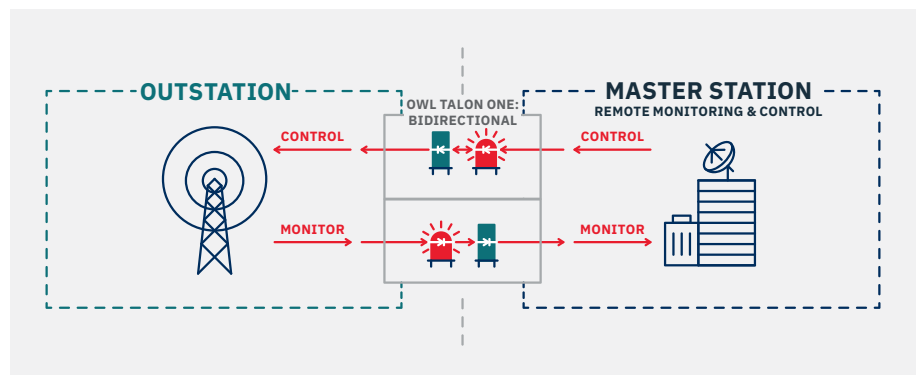 OUTSTATION
MASTER STATION
REMOTE MONITORING & CONTROL
OWL TALON ONE:
BIDIRECTIONAL
CONTROL
CONTROL
MONITOR
MONITOR